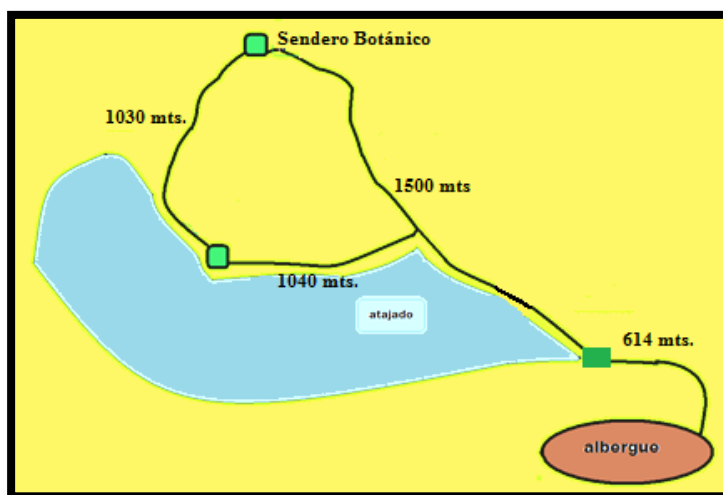 Sendero Botánico
1030 mts.
1500 mts
1040 mts.
atajado
614 mts.
albergue